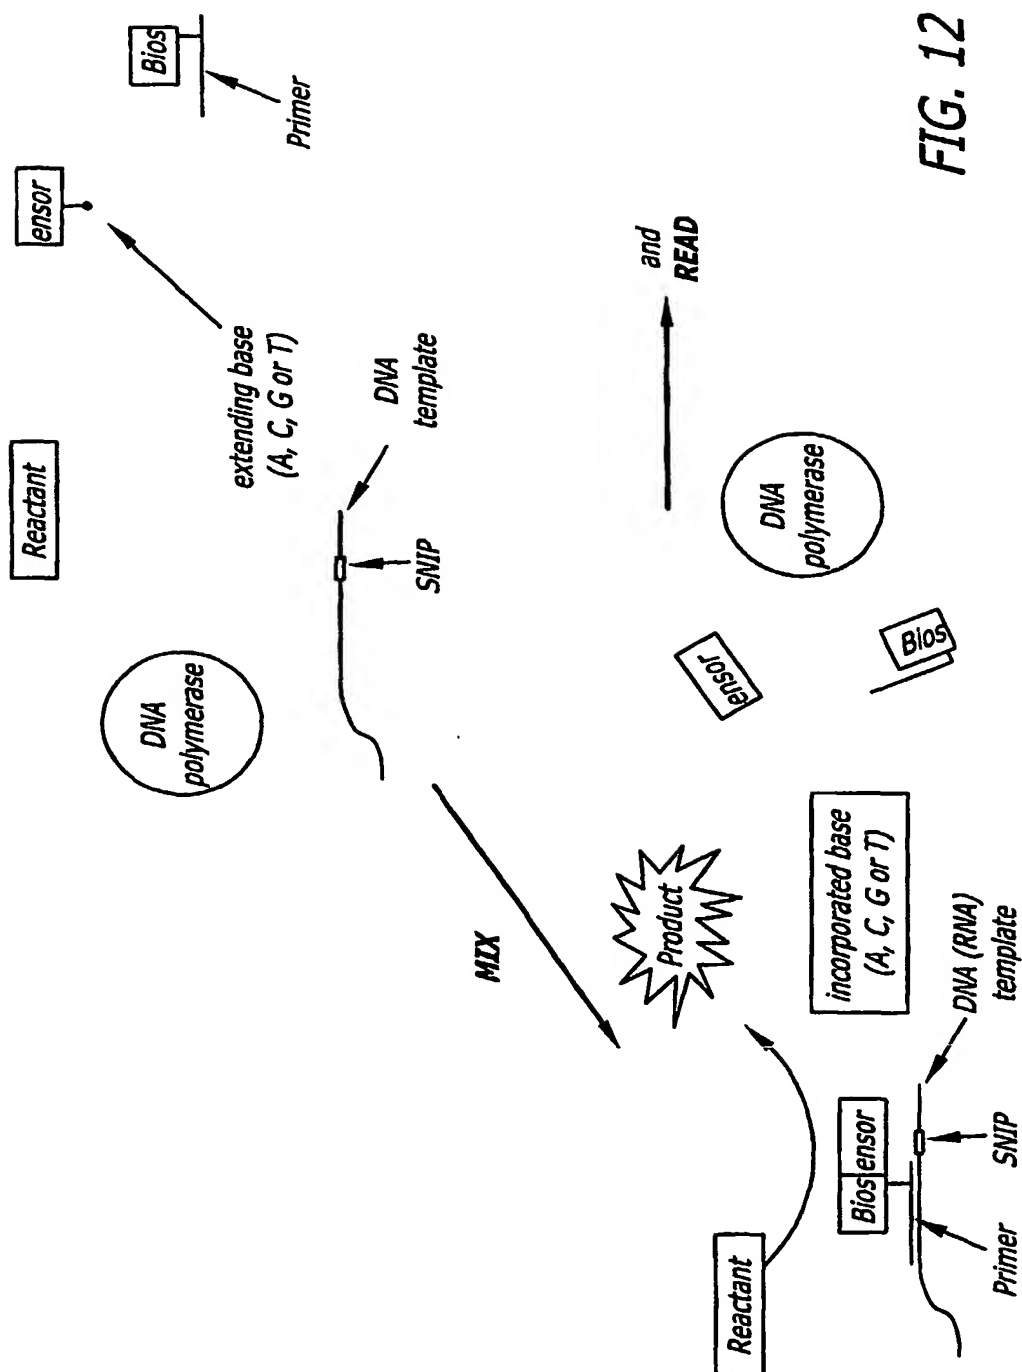 Reactant
ensor
Bios
DNA
polymerase
extending base
(A, C, G or T)
Primer
DNA
template
SNIP
MIX
and
READ
Product
ensor
Reactant
DNA
polymerase
incorporated base
(A, C, G or T)
Bios ensor
Bios
Primer
SNIP
DNA (RNA)
template
FIG. 12